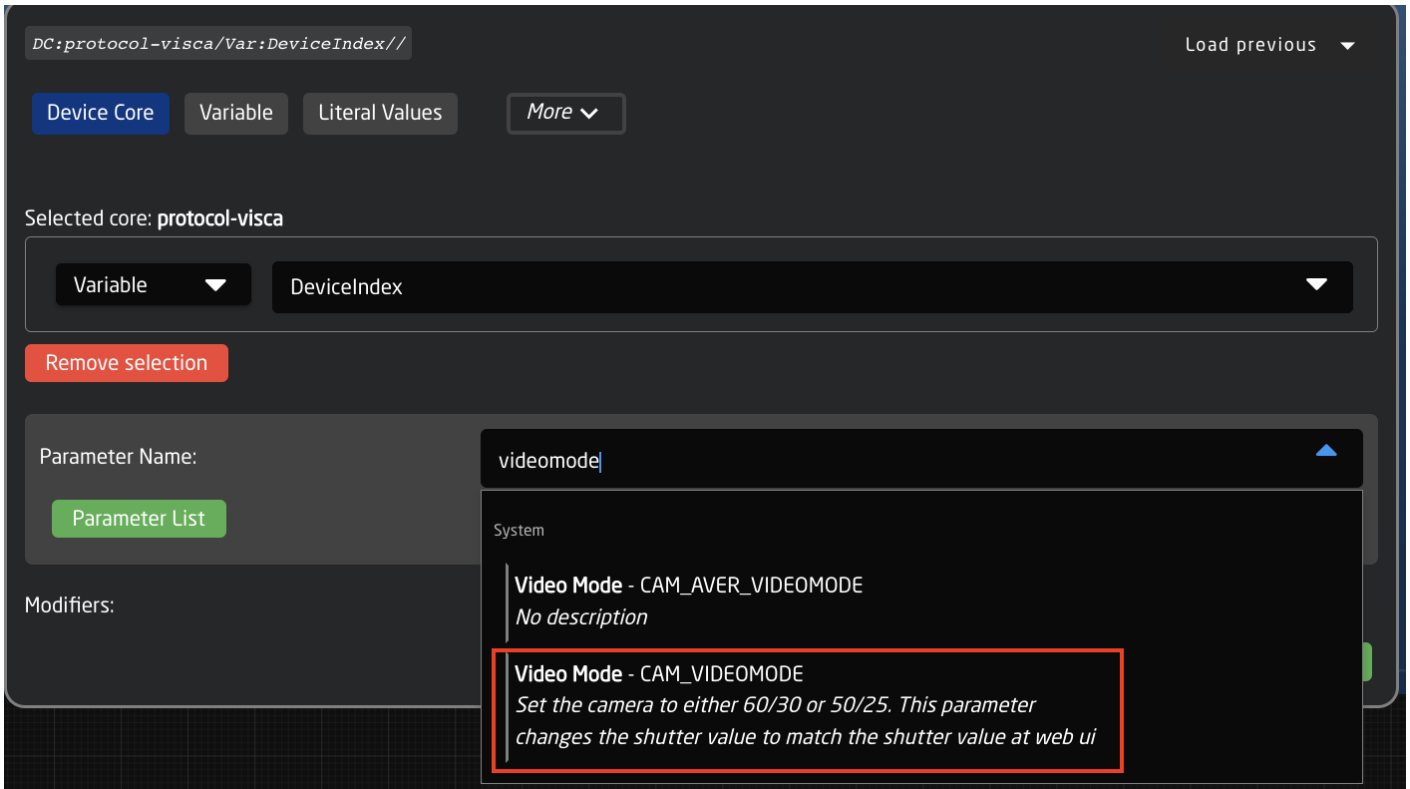 DC:protocol-visca/Var:DeviceIndex//
Load previous
Device Core
Variable
Literal Values
More
Selected core: protocol-visca
Variable
DeviceIndex
Remove selection
Parameter Name:
videomode
Parameter List
System
Video Mode - CAM_AVER_VIDEOMODE
No description
Modifiers:
Video Mode - CAM_VIDEOMODE
Set the camera to either 60/30 or 50/25. This parameter
changes the shutter value to match the shutter value at web ui